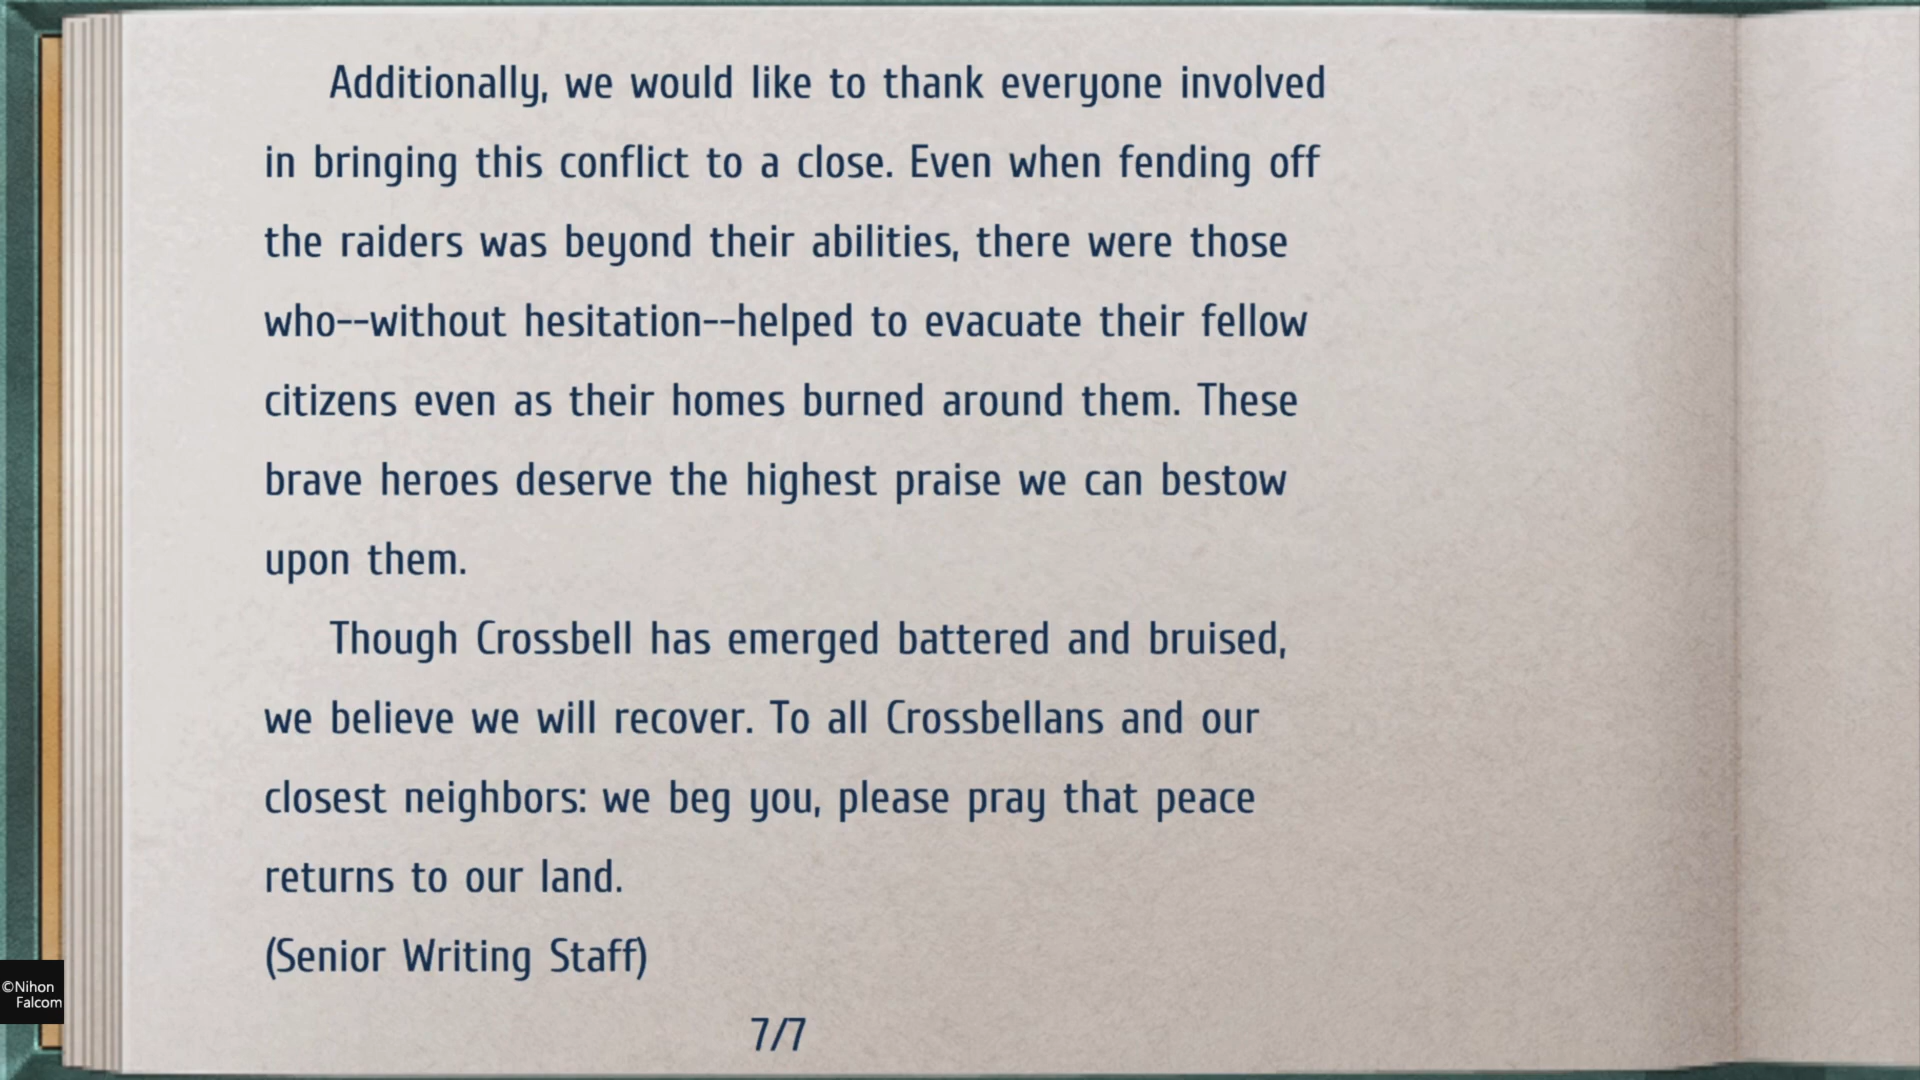 Additionally, we would like to thank everyone involved
in bringing this conflict to a close. Even when fending off
the raiders was beyond their abilities, there were those
who--without hesitation--helped to evacuate their fellow
citizens even as their homes burned around them. These
brave heroes deserve the highest praise we can bestow
upon them.
Though Crossbell has emerged battered and bruised,
we believe we will recover. To all Crossbellans and our
closest neighbors: we beg you, please pray that peace
returns to our land.
(Senior Writing Staff)
7/7
©Nihon
Falcom